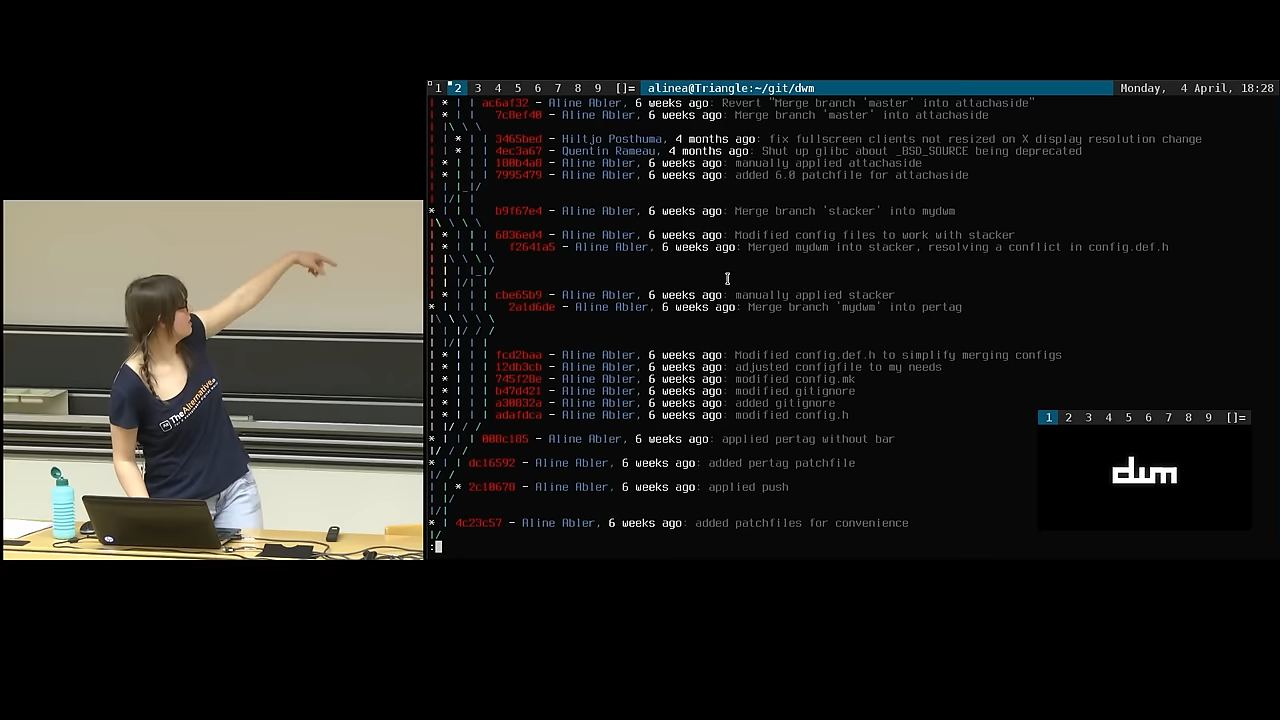 1 2 3 4 5 6 7 8 9 []= alinea@Triangle:~/git/dwm Monday, 4 April, 18:28
* ac6af32 - Aline Abler, 6 weeks ago: Revert "Merge branch 'master' into attachaside"
* 7c8ef40 - Aline Abler, 6 weeks ago: Merge branch 'master' into attachaside
* 3465bed - Hiltjo Posthuma, 4 months ago: fix fullscreen clients not resized on X display resolution change
* 4ec3a67 - Quentin Rameau, 4 months ago: Shut up glibc about _BSD_SOURCE being deprecated
* 180b4a8 - Aline Abler, 6 weeks ago: manually applied attachaside
* 7995479 - Aline Abler, 6 weeks ago: added 6.0 patchfile for attachaside
* b9f67e4 - Aline Abler, 6 weeks ago: Merge branch 'stacker' into mydwm
* 6836ed4 - Aline Abler, 6 weeks ago: Modified config files to work with stacker
* f2641a5 - Aline Abler, 6 weeks ago: Merged mydwm into stacker, resolving a conflict in config.def.h
* cbe65b9 - Aline Abler, 6 weeks ago: manually applied stacker
* 2a1d6de - Aline Abler, 6 weeks ago: Merge branch 'mydwm' into pertag
* fcd2baa - Aline Abler, 6 weeks ago: Modified config.def.h to simplify merging configs
* 12db3cb - Aline Abler, 6 weeks ago: adjusted configfile to my needs
* 745f28e - Aline Abler, 6 weeks ago: modified config.mk
* b47d421 - Aline Abler, 6 weeks ago: modified gitignore
* a30032a - Aline Abler, 6 weeks ago: added gitignore
* adafdca - Aline Abler, 6 weeks ago: modified config.h
* 008c185 - Aline Abler, 6 weeks ago: applied pertag without bar
* dc16592 - Aline Abler, 6 weeks ago: added pertag patchfile
* 2c10670 - Aline Abler, 6 weeks ago: applied push
* 4c23c57 - Aline Abler, 6 weeks ago: added patchfiles for convenience
:
1 2 3 4 5 6 7 8 9 []=
dwm
TheAlternative
hp